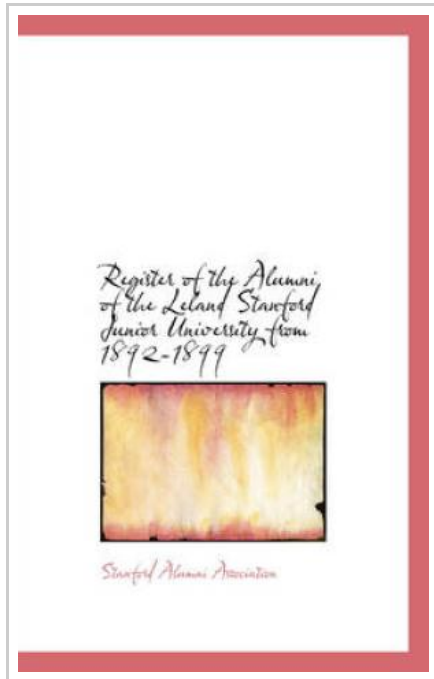 Register of the Alumni
of the Leland Stanford
Junior University from
1892-1899
Stanford Alumni Association